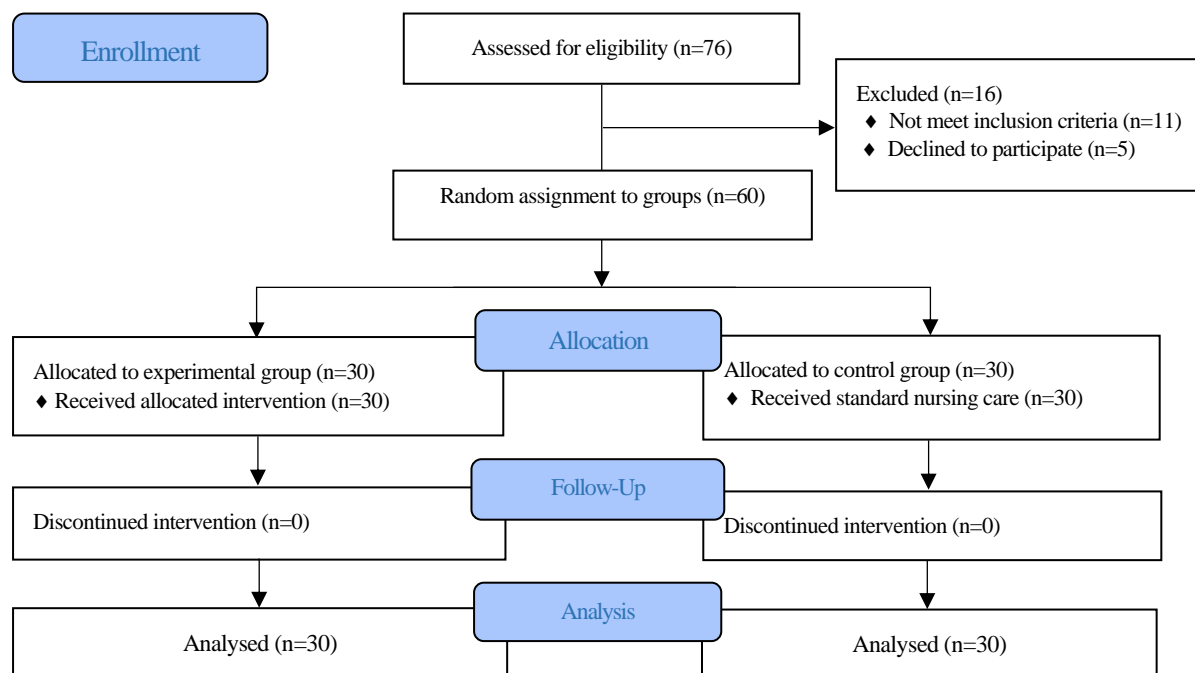 Enrollment
Assessed for eligibility (n=76)
Excluded (n=16)
♦ Not meet inclusion criteria (n=11)
♦ Declined to participate (n=5)
Random assignment to groups (n=60)
Allocation
Allocated to experimental group (n=30)
♦ Received allocated intervention (n=30)
Allocated to control group (n=30)
♦ Received standard nursing care (n=30)
Follow-Up
Discontinued intervention (n=0)
Discontinued intervention (n=0)
Analysis
Analysed (n=30)
Analysed (n=30)